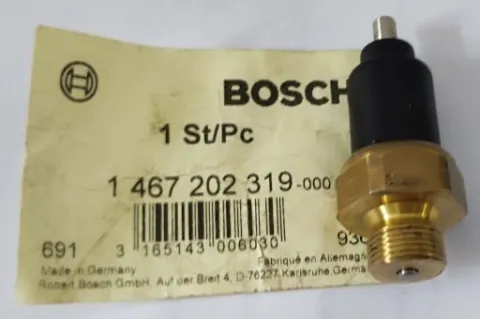 BOSCH
1 St/Pc
1 467 202 319-000
691 3 165143 006030 930
Made in Germany Fabriqué en Allemagne
Robert Bosch GmbH, Auf der Breit 4, D-76227 Karlsruhe, Germa